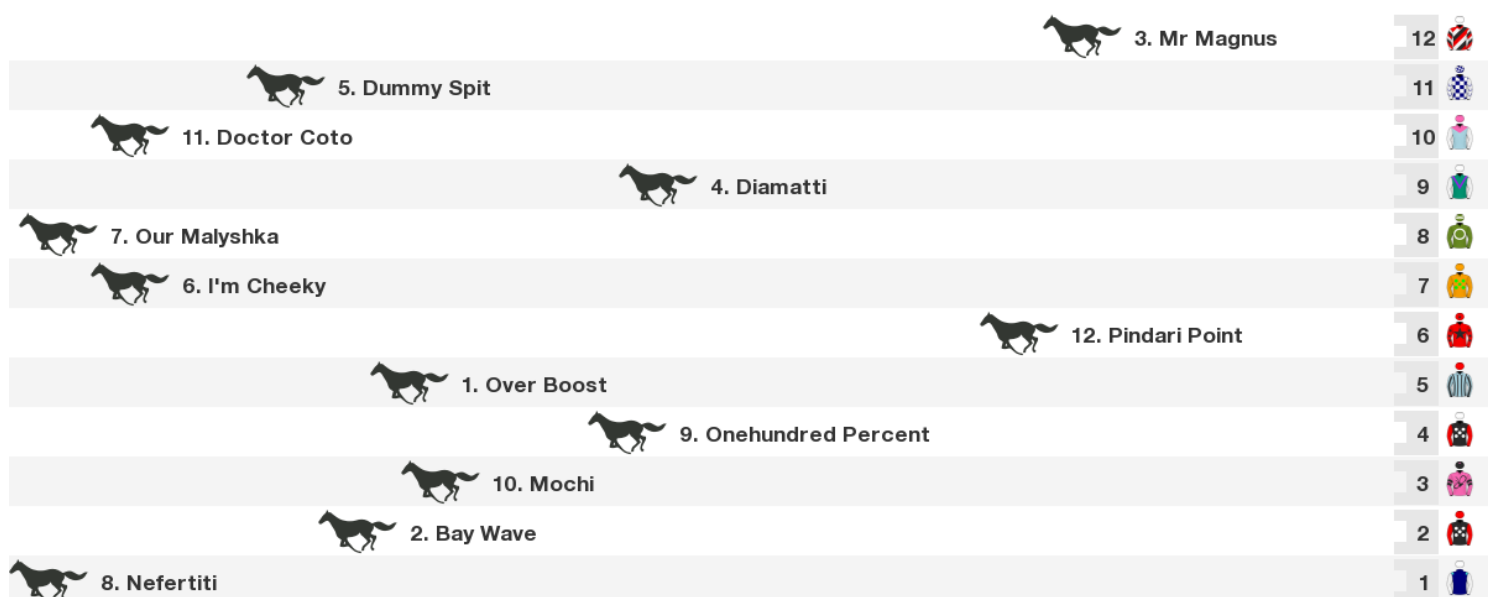 3. Mr Magnus 12
5. Dummy Spit 11
11. Doctor Coto 10
4. Diamatti 9
7. Our Malyshka 8
6. I'm Cheeky 7
12. Pindari Point 6
1. Over Boost 5
9. Onehundred Percent 4
10. Mochi 3
2. Bay Wave 2
8. Nefertiti 1